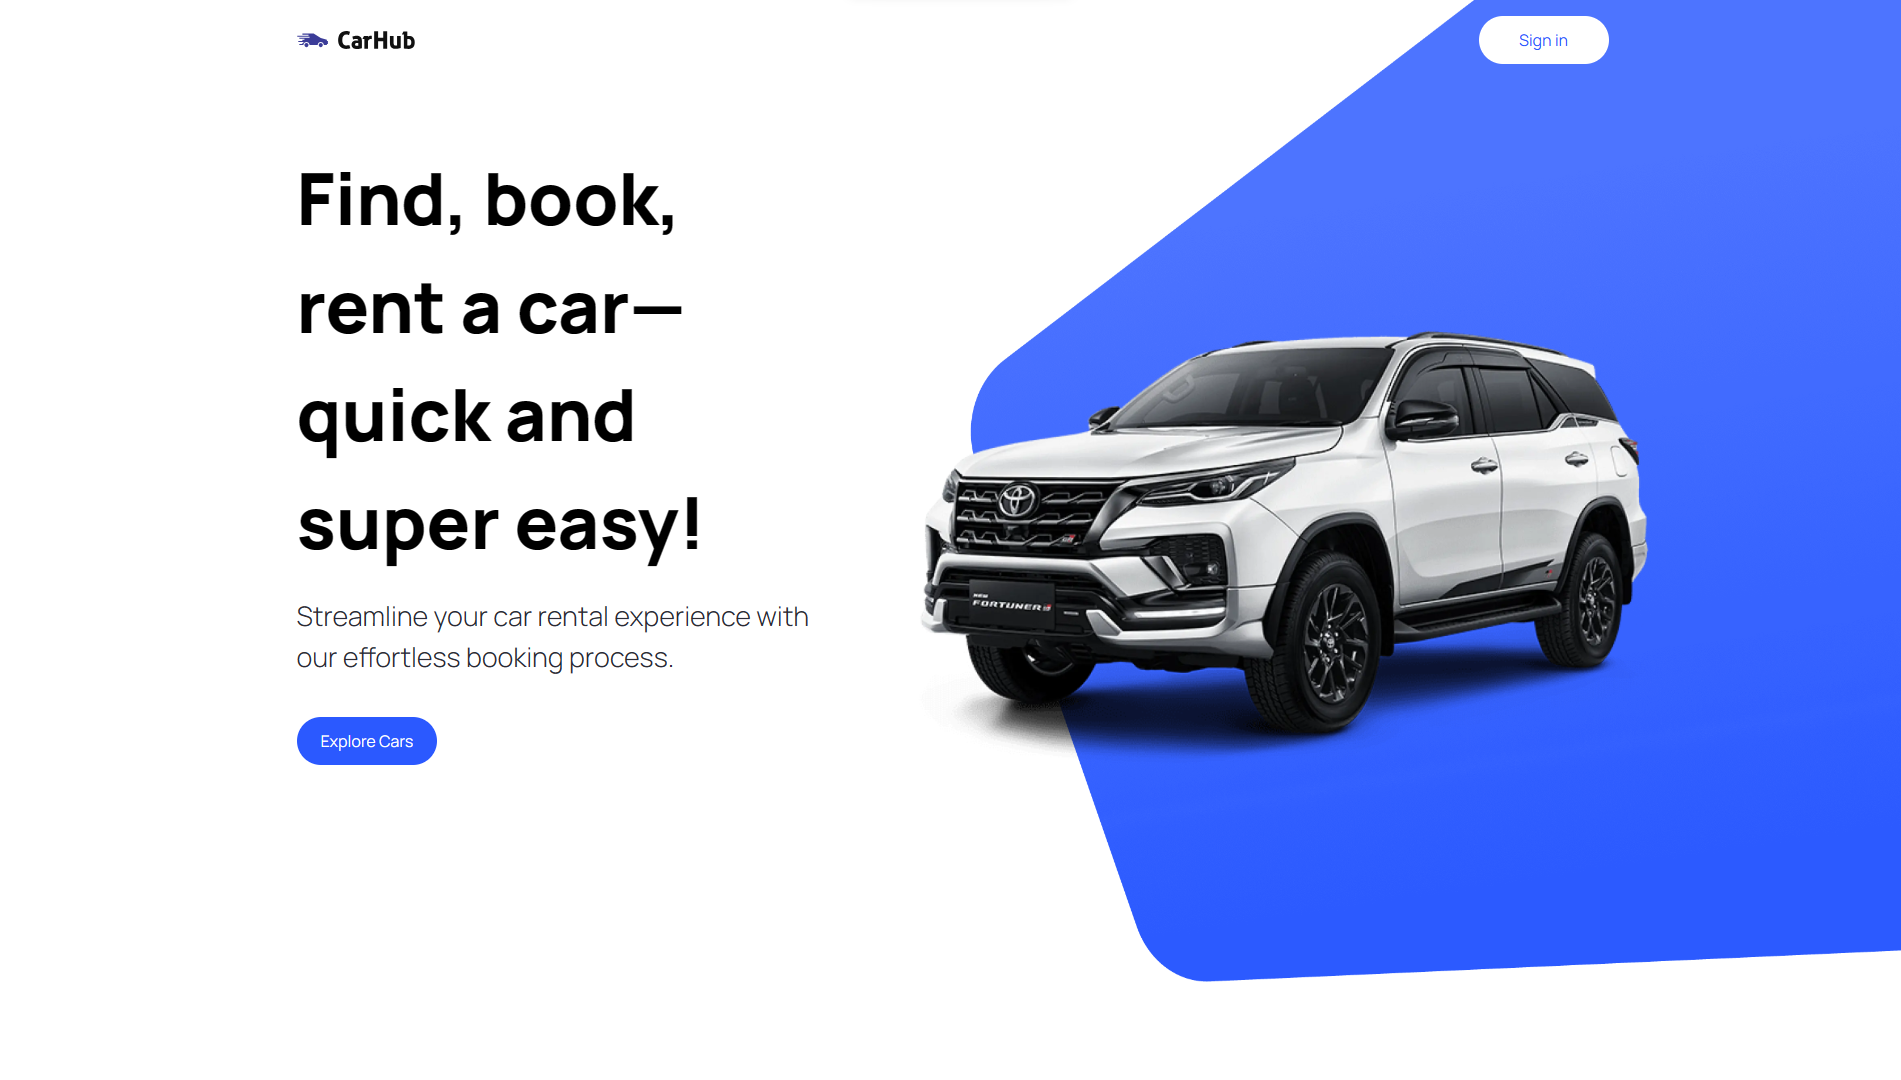 CarHub
Sign in
Find, book,
rent a car—
quick and
super easy!
Streamline your car rental experience with
our effortless booking process.
Explore Cars
NEW
FORTUNER